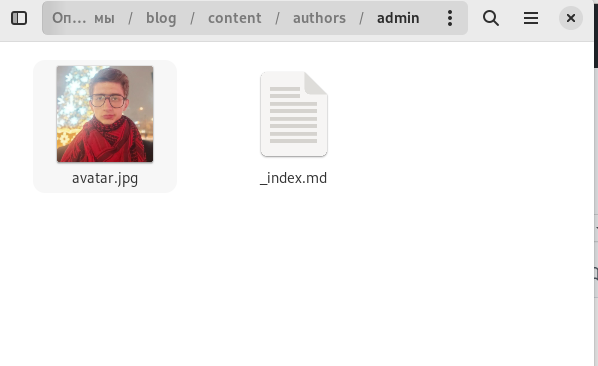 Оп... мы / blog / content / authors / admin
avatar.jpg
_index.md